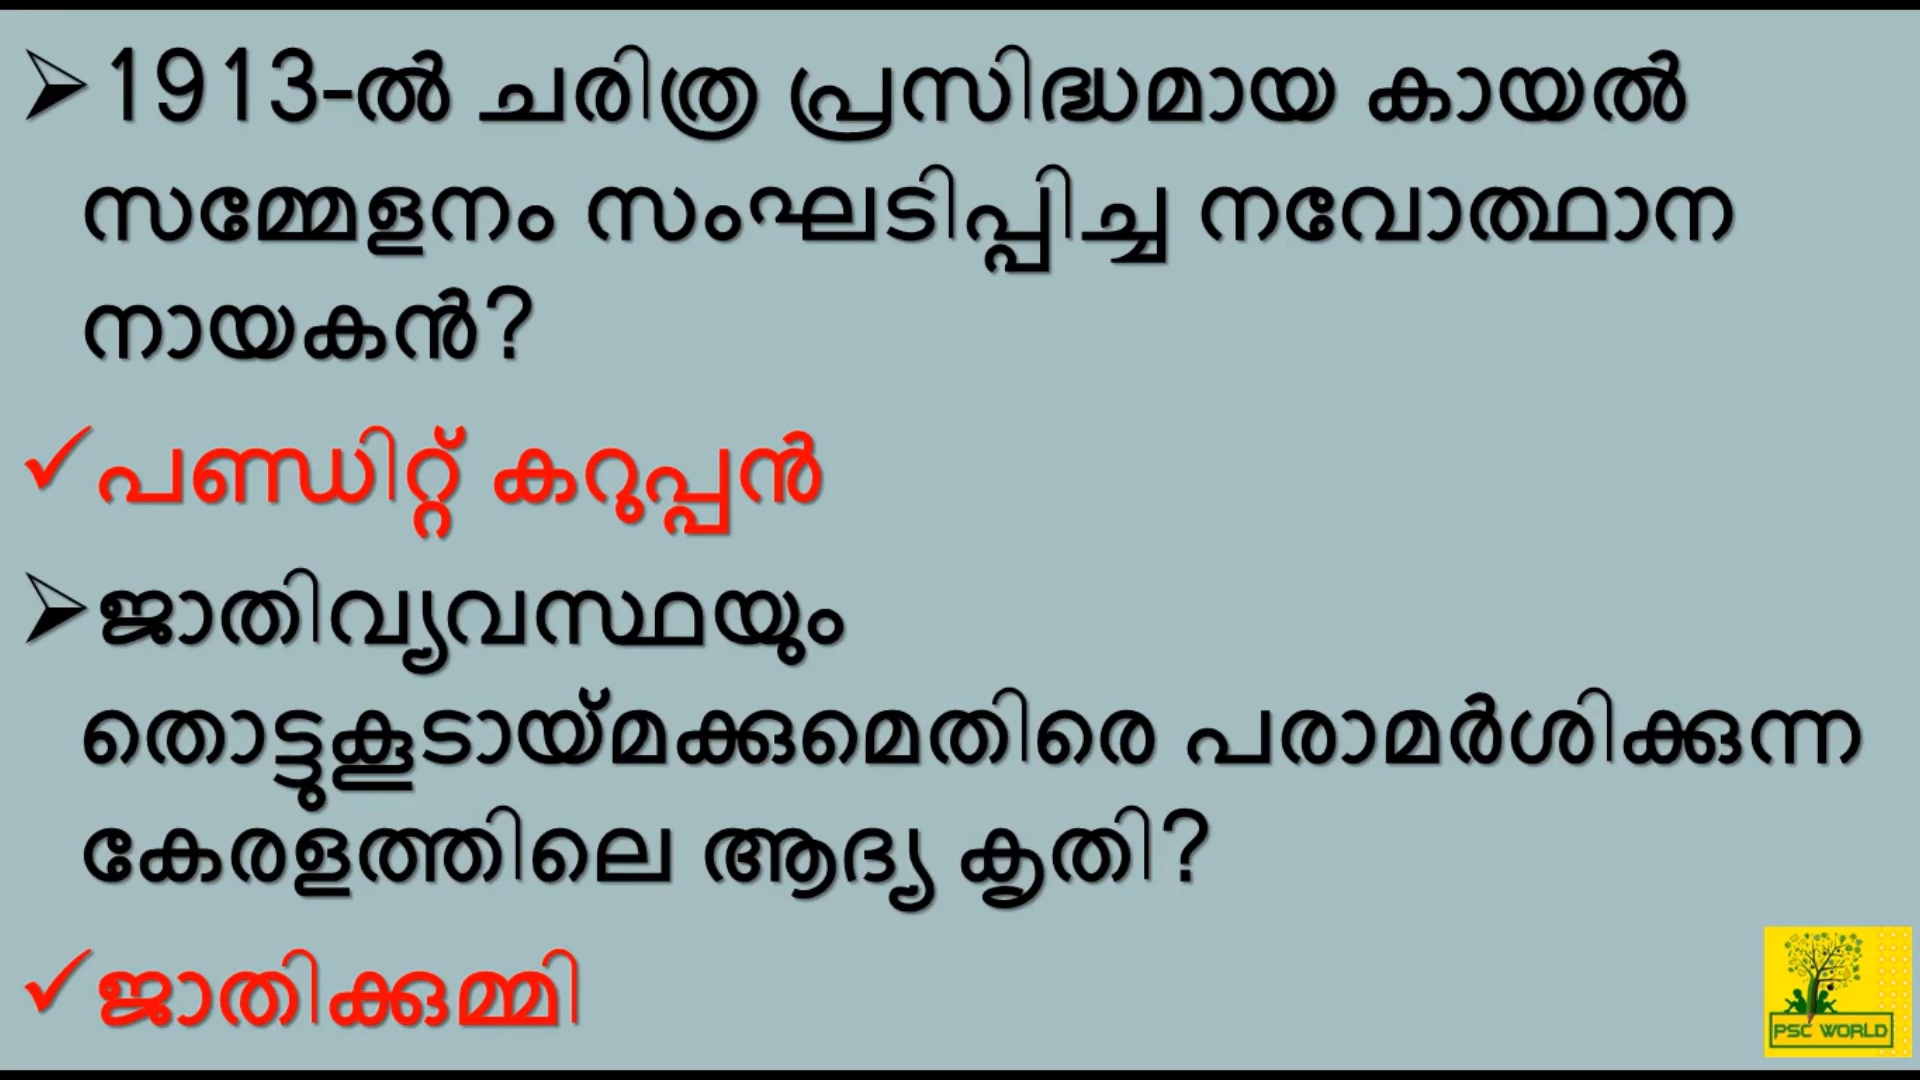 ➢1913-ൽ ചരിത്ര പ്രസിദ്ധമായ കായൽ
സമ്മേളനം സംഘടിപ്പിച്ച നവോത്ഥാന
നായകൻ?
✓പണ്ഡിറ്റ് കറുപ്പൻ
➢ജാതിവ്യവസ്ഥയും
തൊട്ടുകൂടായ്മക്കുമെതിരെ പരാമർശിക്കുന്ന
കേരളത്തിലെ ആദ്യ കൃതി?
✓ജാതിക്കുമ്മി
PSC WORLD